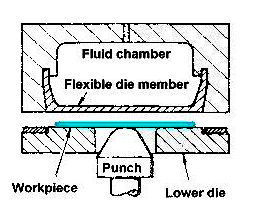 Fluid chamber
Flexible die member
Punch
Workpiece
Lower die